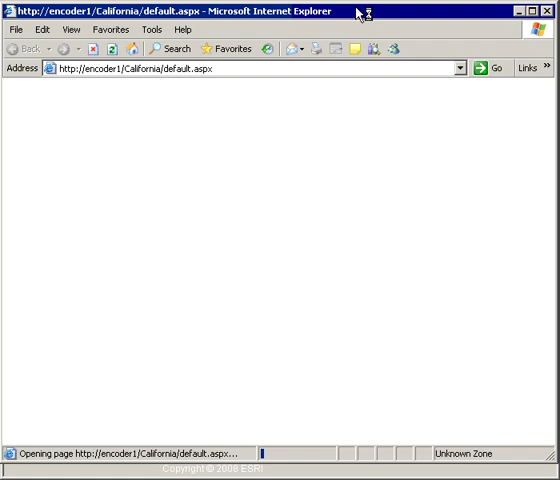 http://encoder1/California/default.aspx - Microsoft Internet Explorer
File Edit View Favorites Tools Help
Back Search Favorites
Address http://encoder1/California/default.aspx Go Links »
Opening page http://encoder1/California/default.aspx... Unknown Zone
Copyright © 2008 ESRI